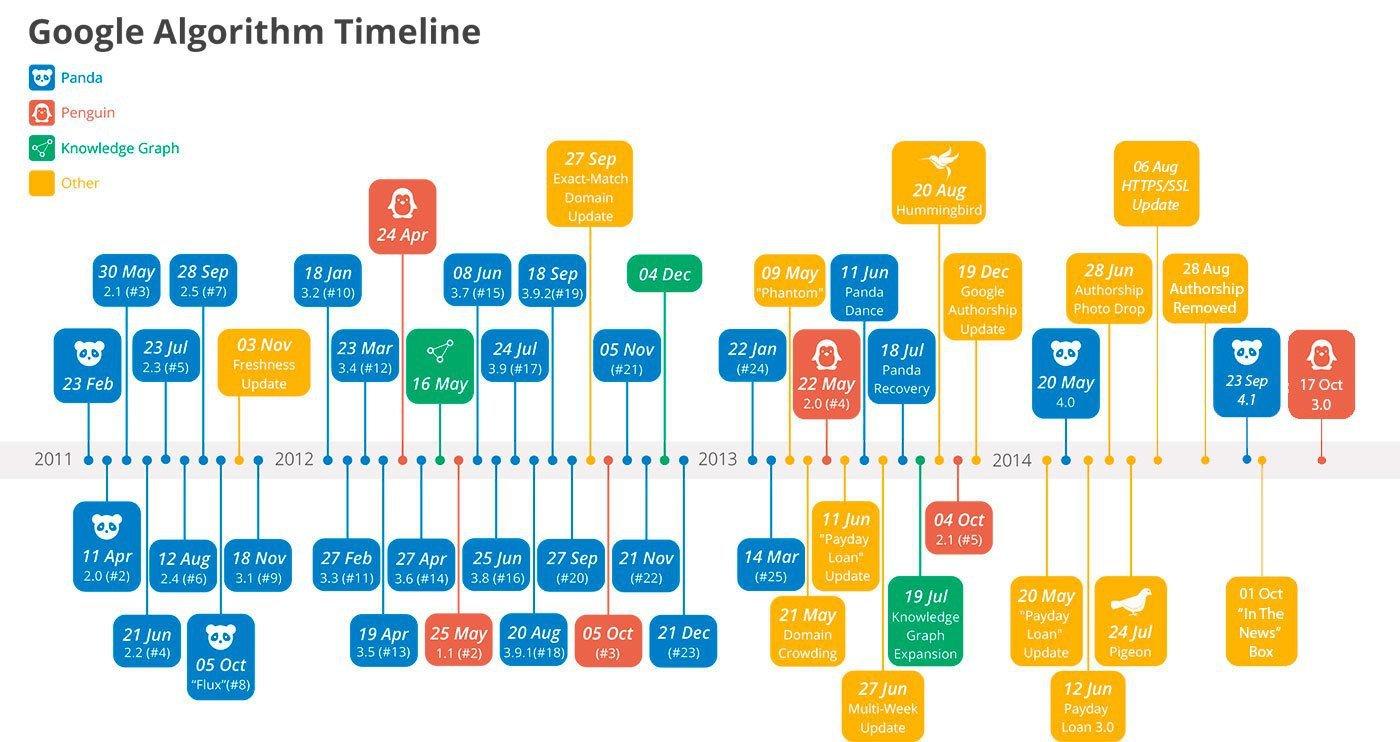 Google Algorithm Timeline
Panda
Penguin
Knowledge Graph
Other
27 Sep
Exact-Match
Domain
Update
20 Aug
Hummingbird
06 Aug
HTTPS/SSL
Update
24 Apr
30 May
2.1 (#3)
28 Sep
2.5 (#7)
18 Jan
3.2 (#10)
08 Jun
3.7 (#15)
18 Sep
3.9.2(#19)
04 Dec
09 May
"Phantom"
11 Jun
Panda
Dance
19 Dec
Google
Authorship
Update
28 Jun
Authorship
Photo Drop
28 Aug
Authorship
Removed
23 Feb
23 Jul
2.3 (#5)
03 Nov
Freshness
Update
23 Mar
3.4 (#12)
16 May
24 Jul
3.9 (#17)
05 Nov
(#21)
22 Jan
(#24)
22 May
2.0 (#4)
18 Jul
Panda
Recovery
20 May
4.0
23 Sep
4.1
17 Oct
3.0
2011
2012
2013
2014
11 Apr
2.0 (#2)
12 Aug
2.4 (#6)
18 Nov
3.1 (#9)
27 Feb
3.3 (#11)
27 Apr
3.6 (#14)
25 Jun
3.8 (#16)
27 Sep
(#20)
21 Nov
(#22)
14 Mar
(#25)
11 Jun
"Payday
Loan"
Update
04 Oct
2.1 (#5)
21 Jun
2.2 (#4)
05 Oct
“Flux”(#8)
19 Apr
3.5 (#13)
25 May
1.1 (#2)
20 Aug
3.9.1(#18)
05 Oct
(#3)
21 Dec
(#23)
21 May
Domain
Crowding
19 Jul
Knowledge
Graph
Expansion
20 May
"Payday
Loan"
Update
24 Jul
Pigeon
01 Oct
“In The
News”
Box
27 Jun
Multi-Week
Update
12 Jun
Payday
Loan 3.0